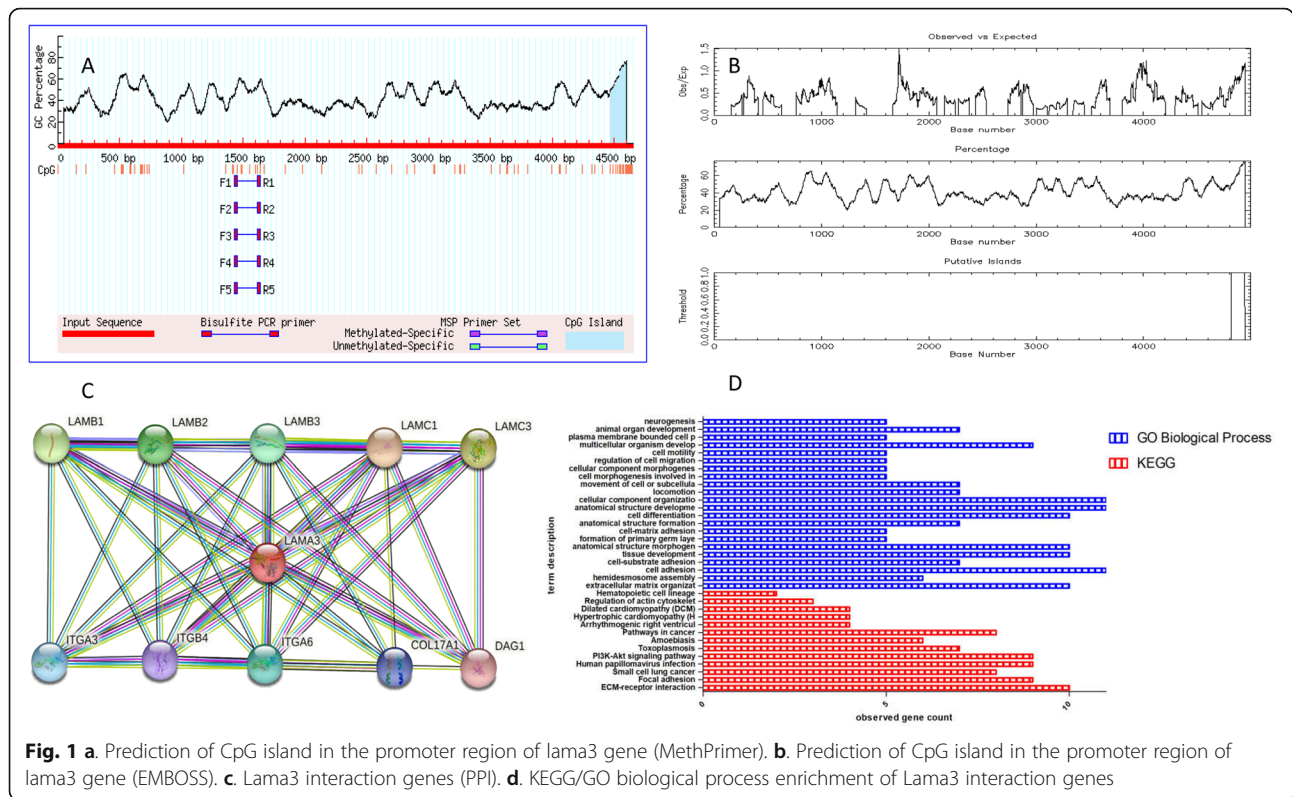 A
GC Percentage
0 20 40 60 80
0 500 bp 1000 bp 1500 bp 2000 bp 2500 bp 3000 bp 3500 bp 4000 bp 4500 bp
CpG
F1 R1
F2 R2
F3 R3
F4 R4
F5 R5
Input Sequence Bisulfite PCR primer MSP Primer Set CpG Island
Methylated-Specific
Unmethylated-Specific
B
Observed vs Expected
Obs/Exp
0.0 0.5 1.0 1.5
0 1000 2000 3000 4000
Base number
Percentage
Percentage
0 20 40 60
0 1000 2000 3000 4000
Base number
Putative Islands
Threshold
0.0 0.2 0.4 0.6 0.8 1.0
0 1000 2000 3000 4000
Base Number
C
LAMB1 LAMB2 LAMB3 LAMC1 LAMC3
LAMA3
ITGA3 ITGB4 ITGA6 COL17A1 DAG1
D
term description
neurogenesis
animal organ development
plasma membrane bounded cell p
multicellular organism develop
cell motility
regulation of cell migration
cellular component morphogenes
cell morphogenesis involved in
movement of cell or subcellula
locomotion
cellular component organizatio
anatomical structure developme
cell differentiation
anatomical structure formation
cell-matrix adhesion
formation of primary germ laye
anatomical structure morphogen
tissue development
cell-substrate adhesion
cell adhesion
hemidesmosome assembly
extracellular matrix organizat
Hematopoietic cell lineage
Regulation of actin cytoskelet
Dilated cardiomyopathy (DCM)
Hypertrophic cardiomyopathy (H
Arrhythmogenic right ventricul
Pathways in cancer
Amoebiasis
Toxoplasmosis
PI3K-Akt signaling pathway
Human papillomavirus infection
Small cell lung cancer
Focal adhesion
ECM-receptor interaction
0 5 10
observed gene count
GO Biological Process
KEGG
Fig. 1 a. Prediction of CpG island in the promoter region of lama3 gene (MethPrimer). b. Prediction of CpG island in the promoter region of
lama3 gene (EMBOSS). c. Lama3 interaction genes (PPI). d. KEGG/GO biological process enrichment of Lama3 interaction genes